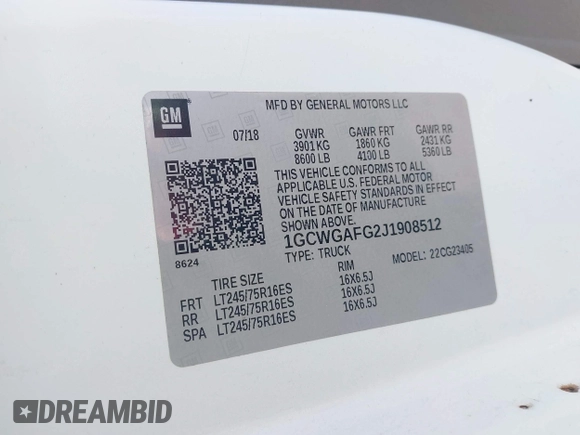 GM
MFD BY GENERAL MOTORS LLC
07/18 GVWR GAWR FRT GAWR RR
3901 KG 1860 KG 2431 KG
8600 LB 4100 LB 5360 LB
THIS VEHICLE CONFORMS TO ALL
APPLICABLE U.S. FEDERAL MOTOR
VEHICLE SAFETY STANDARDS IN EFFECT
ON THE DATE OF MANUFACTURE
SHOWN ABOVE.
1GCWGAFG2J1908512
8624
TYPE: TRUCK MODEL: 22CG23405
TIRE SIZE RIM
FRT LT245/75R16ES 16X6.5J
RR LT245/75R16ES 16X6.5J
SPA LT245/75R16ES 16X6.5J
DREAMBID